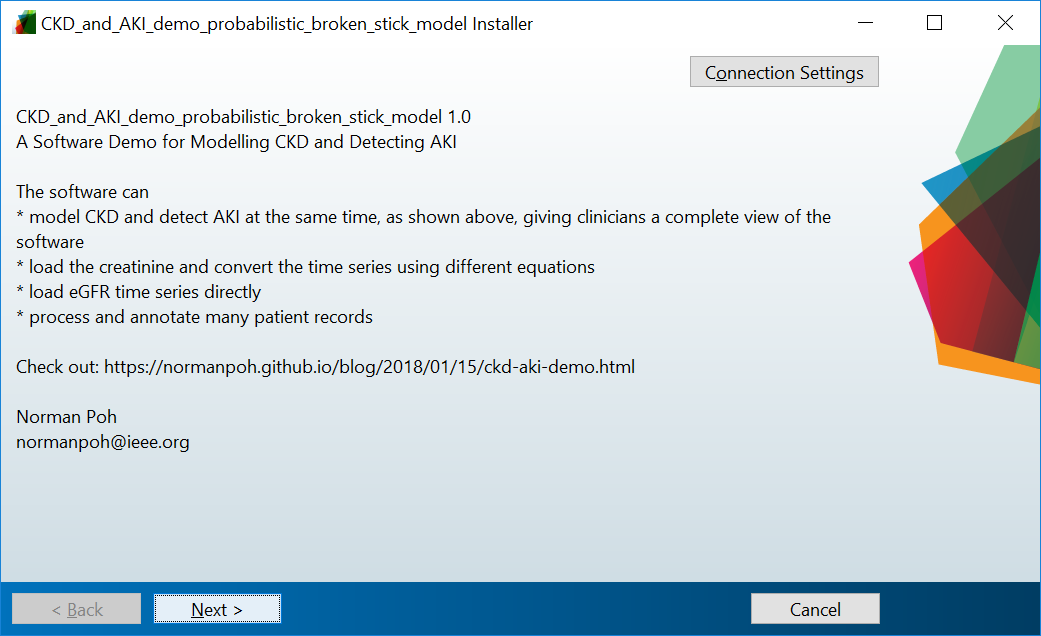 CKD_and_AKI_demo_probabilistic_broken_stick_model Installer
Connection Settings
CKD_and_AKI_demo_probabilistic_broken_stick_model 1.0
A Software Demo for Modelling CKD and Detecting AKI
The software can
* model CKD and detect AKI at the same time, as shown above, giving clinicians a complete view of the
software
* load the creatinine and convert the time series using different equations
* load eGFR time series directly
* process and annotate many patient records
Check out: https://normanpoh.github.io/blog/2018/01/15/ckd-aki-demo.html
Norman Poh
normanpoh@ieee.org
< Back
Next >
Cancel